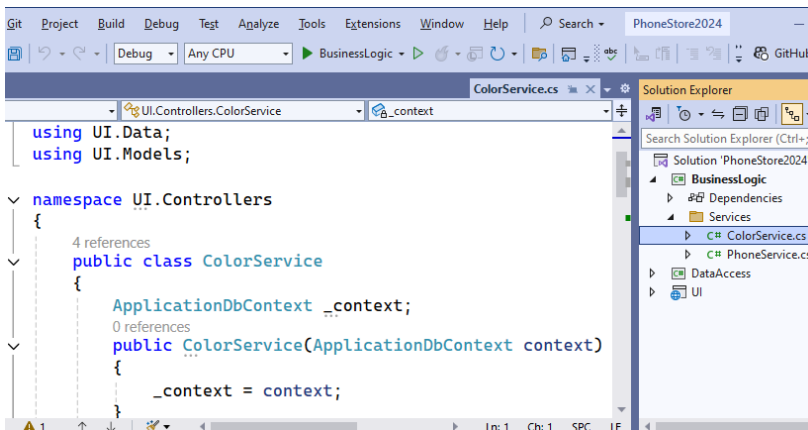 Git Project Build Debug Test Analyze Tools Extensions Window Help Search PhoneStore2024
Debug Any CPU BusinessLogic abc GitHub
ColorService.cs
UI.Controllers.ColorService _context
using UI.Data;
using UI.Models;
namespace UI.Controllers
{
4 references
public class ColorService
{
ApplicationDbContext _context;
0 references
public ColorService(ApplicationDbContext context)
{
_context = context;
}
1 Ln: 1 Ch: 1 SPC LF
Solution Explorer
Search Solution Explorer (Ctrl+;
Solution 'PhoneStore2024
C# BusinessLogic
Dependencies
Services
C# ColorService.cs
C# PhoneService.cs
C# DataAccess
UI